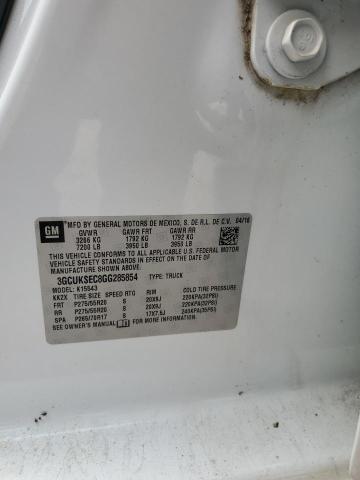 GM
MFD BY GENERAL MOTORS DE MEXICO, S. DE R.L. DE C.V. 04/16
GVWR GAWR FRT GAWR RR
3266 KG 1792 KG 1792 KG
7200 LB 3950 LB 3950 LB
THIS VEHICLE CONFORMS TO ALL APPLICABLE U.S. FEDERAL MOTOR
VEHICLE SAFETY STANDARDS IN EFFECT ON THE DATE OF
MANUFACTURE SHOWN ABOVE.
3GCUKSEC8GG285854 TYPE: TRUCK
MODEL: K15543
KK2X TIRE SIZE SPEED RTG RIM COLD TIRE PRESSURE
FRT P275/55R20 S 20X9J 220KPA(32PSI)
RR P275/55R20 S 20X9J 220KPA(32PSI)
SPA P265/70R17 S 17X7.5J 240KPA(35PSI)
SEE OWNER'S MANUAL FOR ADDITIONAL INFORMATION